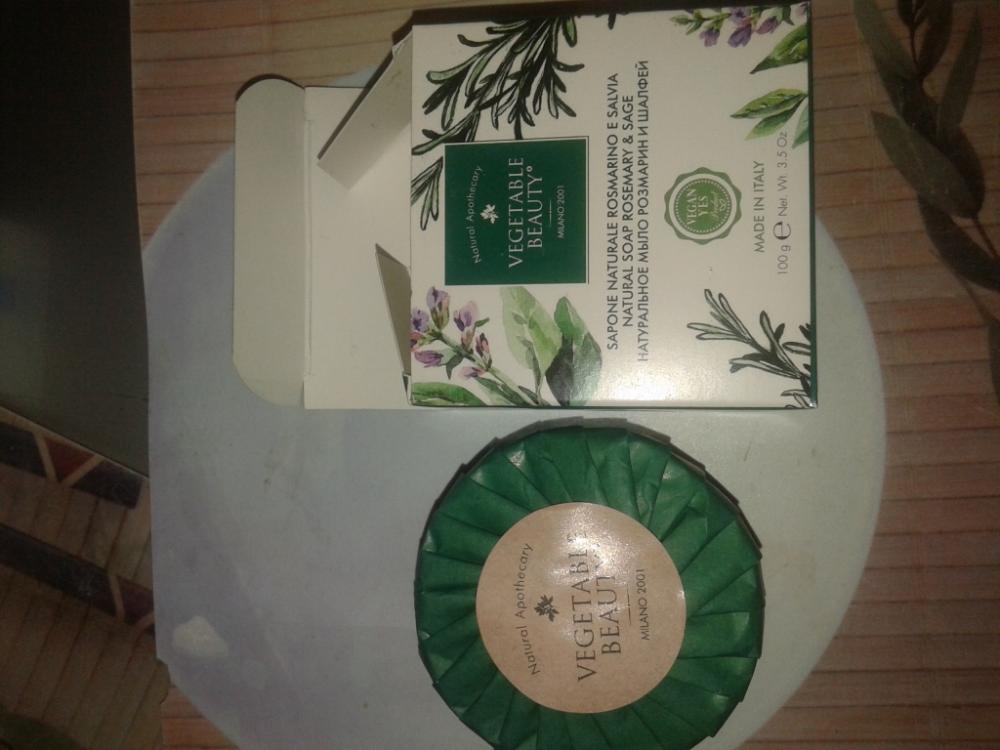 Natural Apothecary
VEGETABLE
BEAUTY®
MILANO 2001
SAPONE NATURALE ROSMARINO E SALVIA
NATURAL SOAP ROSEMARY & SAGE
НАТУРАЛЬНОЕ МЫЛО РОЗМАРИН И ШАЛФЕЙ
VEGAN
YES
MADE IN ITALY
100 g ℮ Net. Wt. 3.5 Oz
Natural Apothecary
VEGETABLE
BEAUTY
MILANO 2001